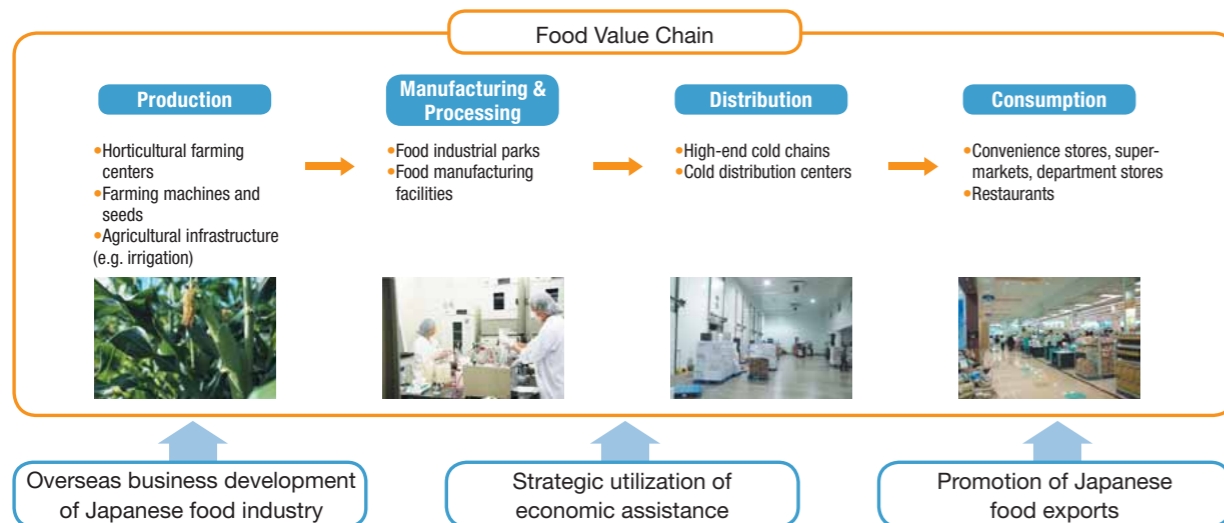 Food Value Chain
Production
•Horticultural farming
centers
•Farming machines and
seeds
•Agricultural infrastructure
(e.g. irrigation)
Manufacturing &
Processing
•Food industrial parks
•Food manufacturing
facilities
Distribution
•High-end cold chains
•Cold distribution centers
Consumption
•Convenience stores, super-
markets, department stores
•Restaurants
Overseas business development
of Japanese food industry
Strategic utilization of
economic assistance
Promotion of Japanese
food exports